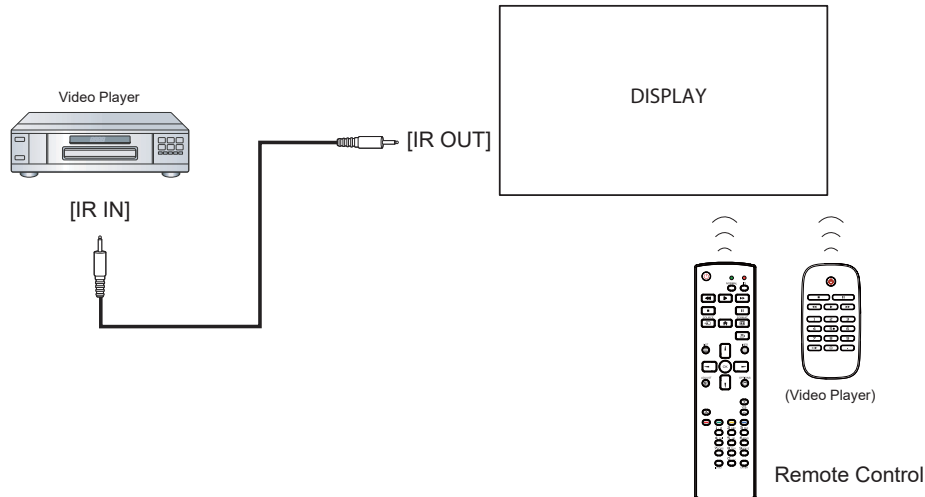 Video Player
DISPLAY
[IR OUT]
[IR IN]
(Video Player)
Remote Control